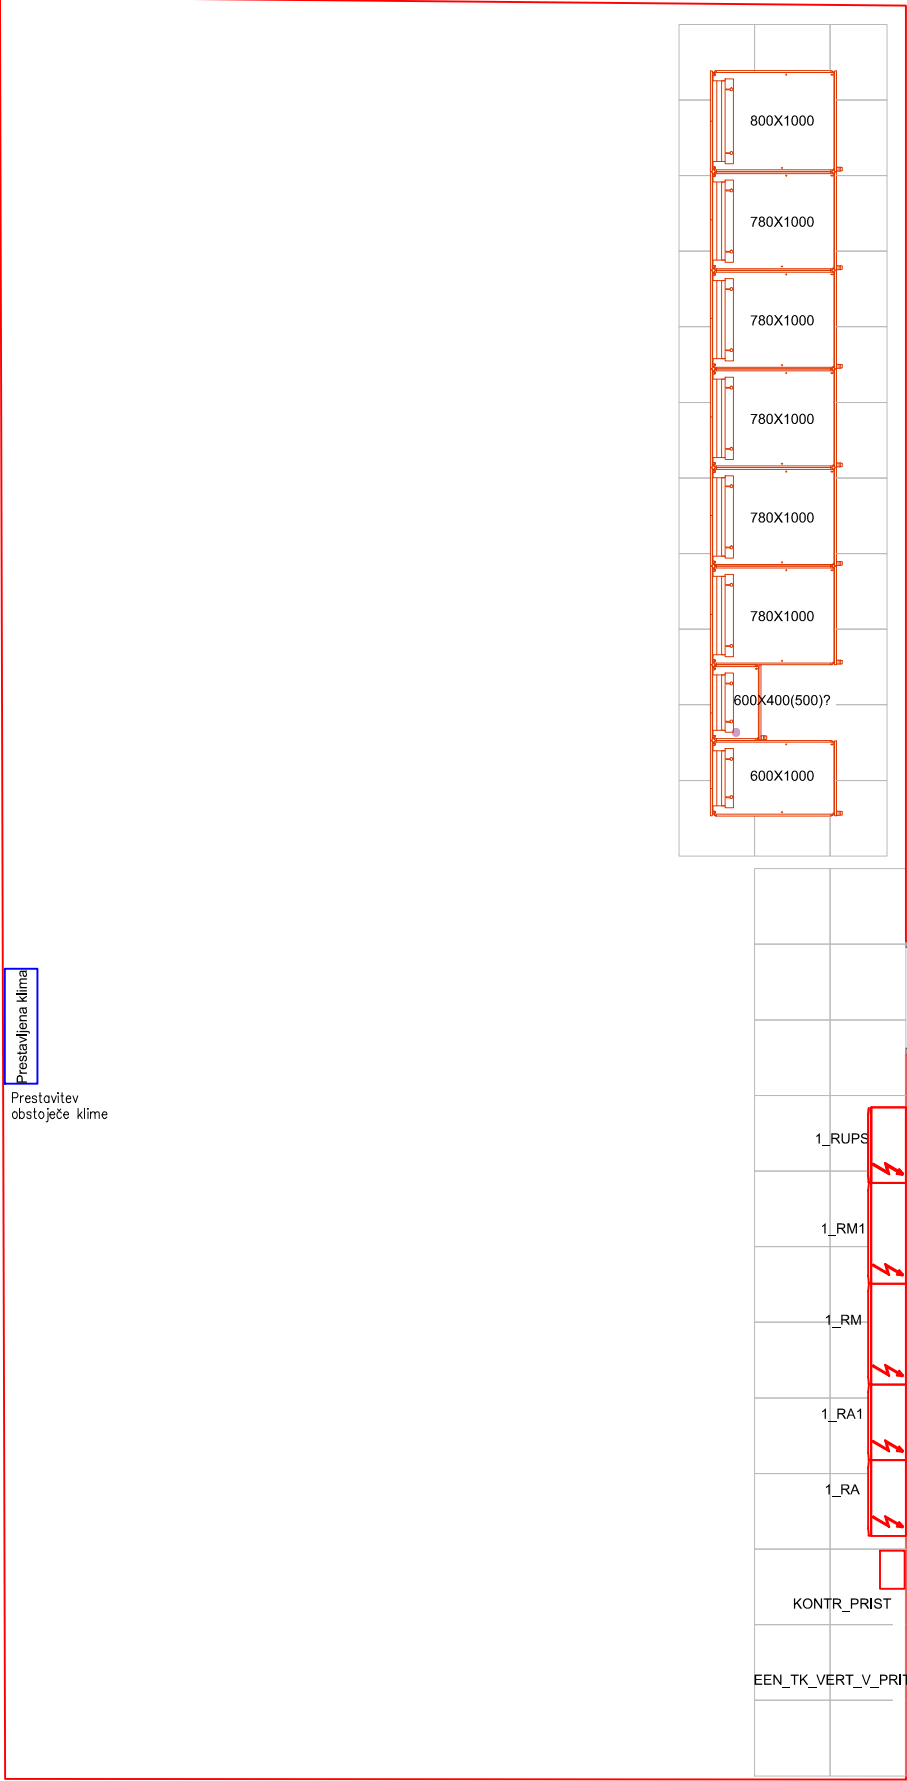 800X1000
780X1000
780X1000
780X1000
780X1000
780X1000
600X400(500)?
600X1000
Prestavljena klima
Prestavitev
obstoječe klime
1_RUPS
1_RM1
1_RM
1_RA1
1_RA
KONTR_PRIST
EEN_TK_VERT_V_PRIT